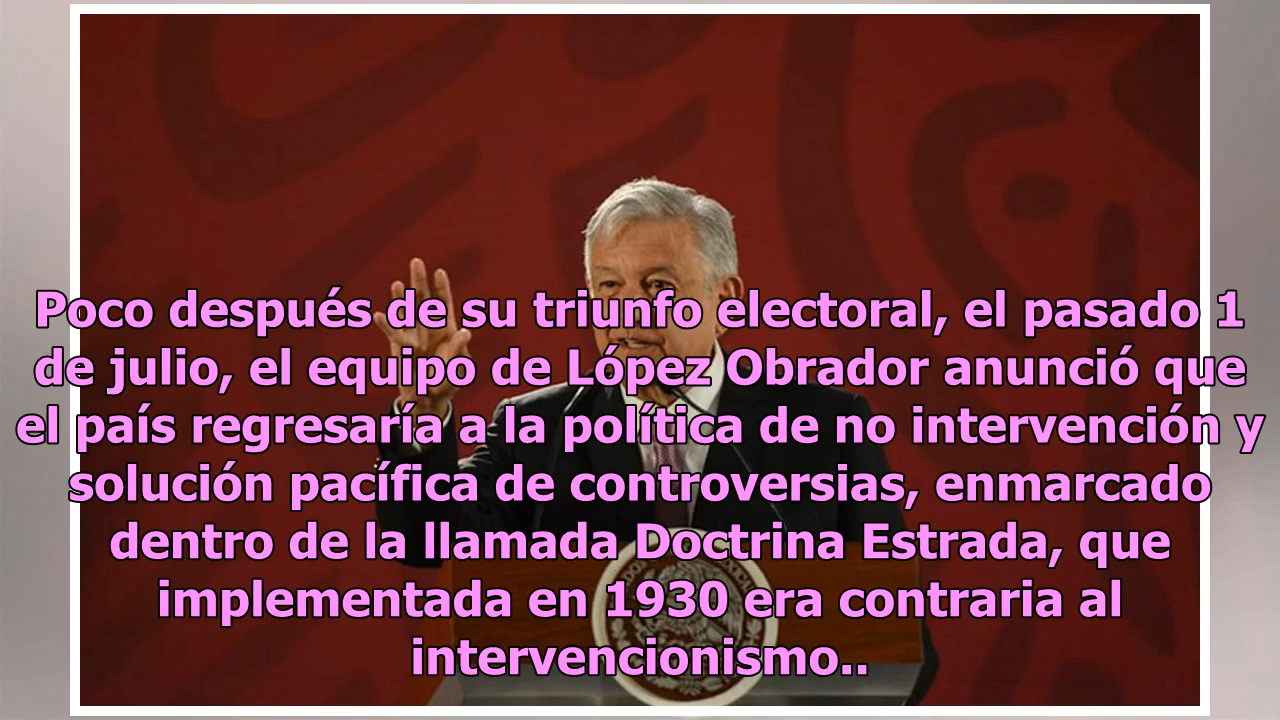 Poco después de su triunfo electoral, el pasado 1
de julio, el equipo de López Obrador anunció que
el país regresaría a la política de no intervención y
solución pacífica de controversias, enmarcado
dentro de la llamada Doctrina Estrada, que
implementada en 1930 era contraria al
intervencionismo..